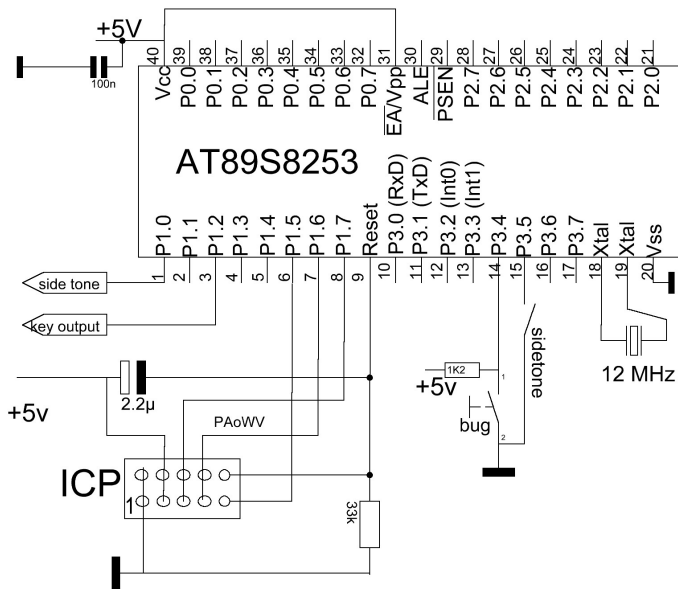 +5V
100n
40 39 38 37 36 35 34 33 32 31 30 29 28 27 26 25 24 23 22 21
Vcc P0.0 P0.1 P0.2 P0.3 P0.4 P0.5 P0.6 P0.7 EA/Vpp ALE PSEN P2.7 P2.6 P2.5 P2.4 P2.3 P2.2 P2.1 P2.0
AT89S8253
P1.0 P1.1 P1.2 P1.3 P1.4 P1.5 P1.6 P1.7 Reset P3.0 (RxD) P3.1 (TxD) P3.2 (Int0) P3.3 (Int1) P3.4 P3.5 P3.6 P3.7 Xtal Xtal Vss
1 2 3 4 5 6 7 8 9 10 11 12 13 14 15 16 17 18 19 20
side tone
key output
sidetone
1K2
1
+5v
12 MHz
2.2µ
+5v
PAoWV
bug
2
ICP
1
33k